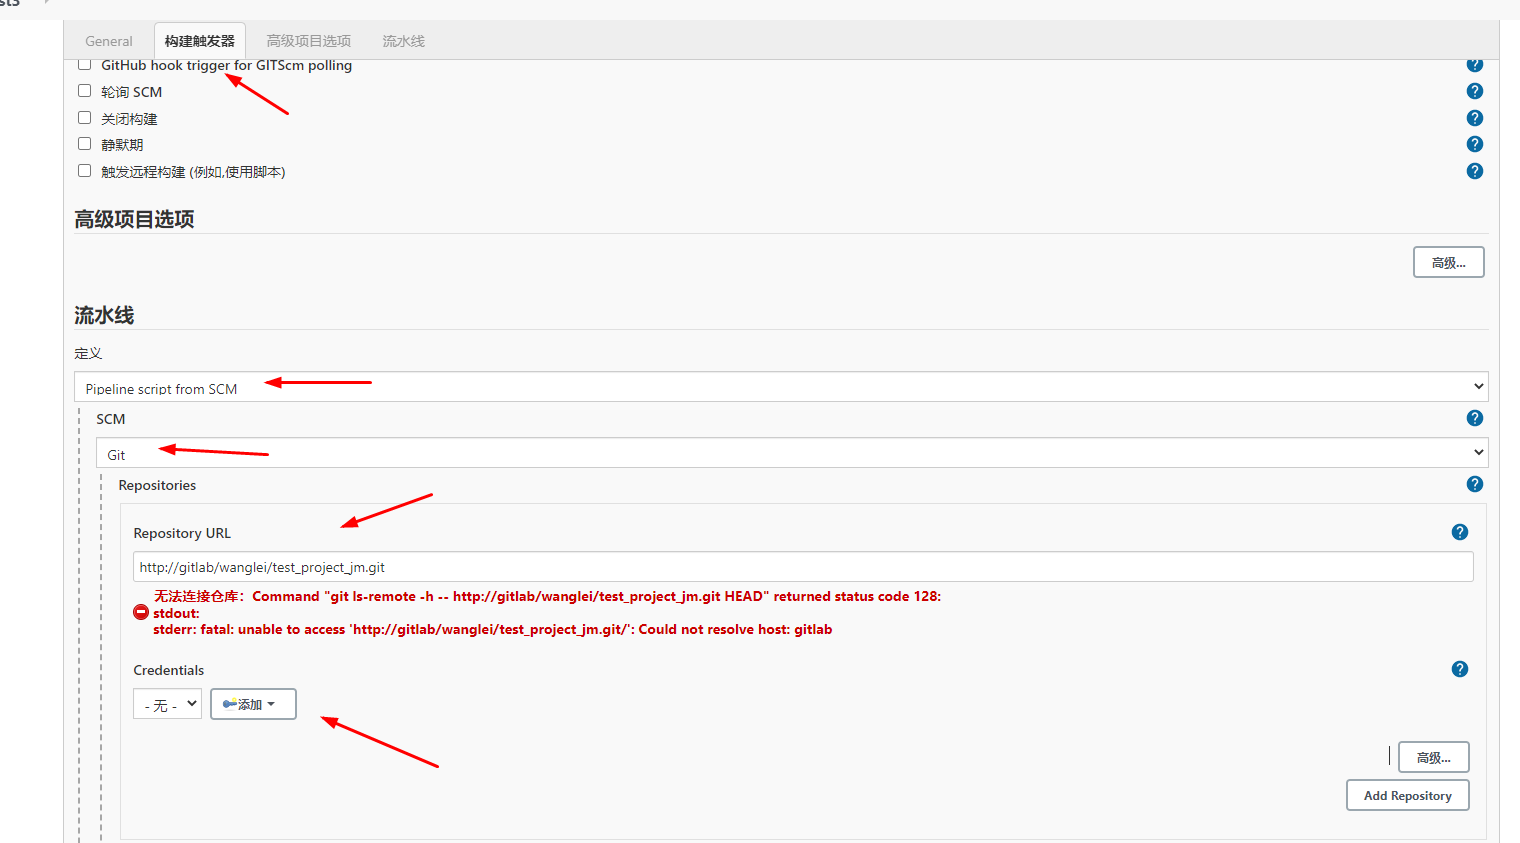 General 构建触发器 高级项目选项 流水线
GitHub hook trigger for GITScm polling
轮询 SCM
关闭构建
静默期
触发远程构建 (例如,使用脚本)
高级项目选项
高级...
流水线
定义
Pipeline script from SCM
SCM
Git
Repositories
Repository URL
http://gitlab/wanglei/test_project_jm.git
无法连接仓库：Command "git ls-remote -h -- http://gitlab/wanglei/test_project_jm.git HEAD" returned status code 128:
stdout:
stderr: fatal: unable to access 'http://gitlab/wanglei/test_project_jm.git/': Could not resolve host: gitlab
Credentials
- 无 - 添加
高级...
Add Repository